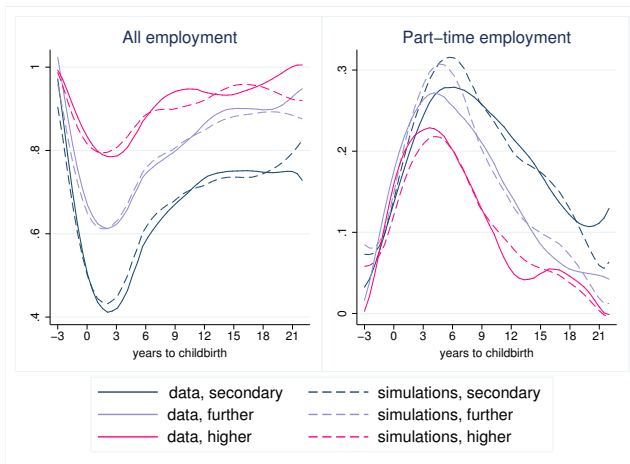 All employment
Part−time employment
1
.8
.6
.4
.3
.2
.1
0
−3 0 3 6 9 12 15 18 21
−3 0 3 6 9 12 15 18 21
years to childbirth
years to childbirth
data, secondary
simulations, secondary
data, further
simulations, further
data, higher
simulations, higher